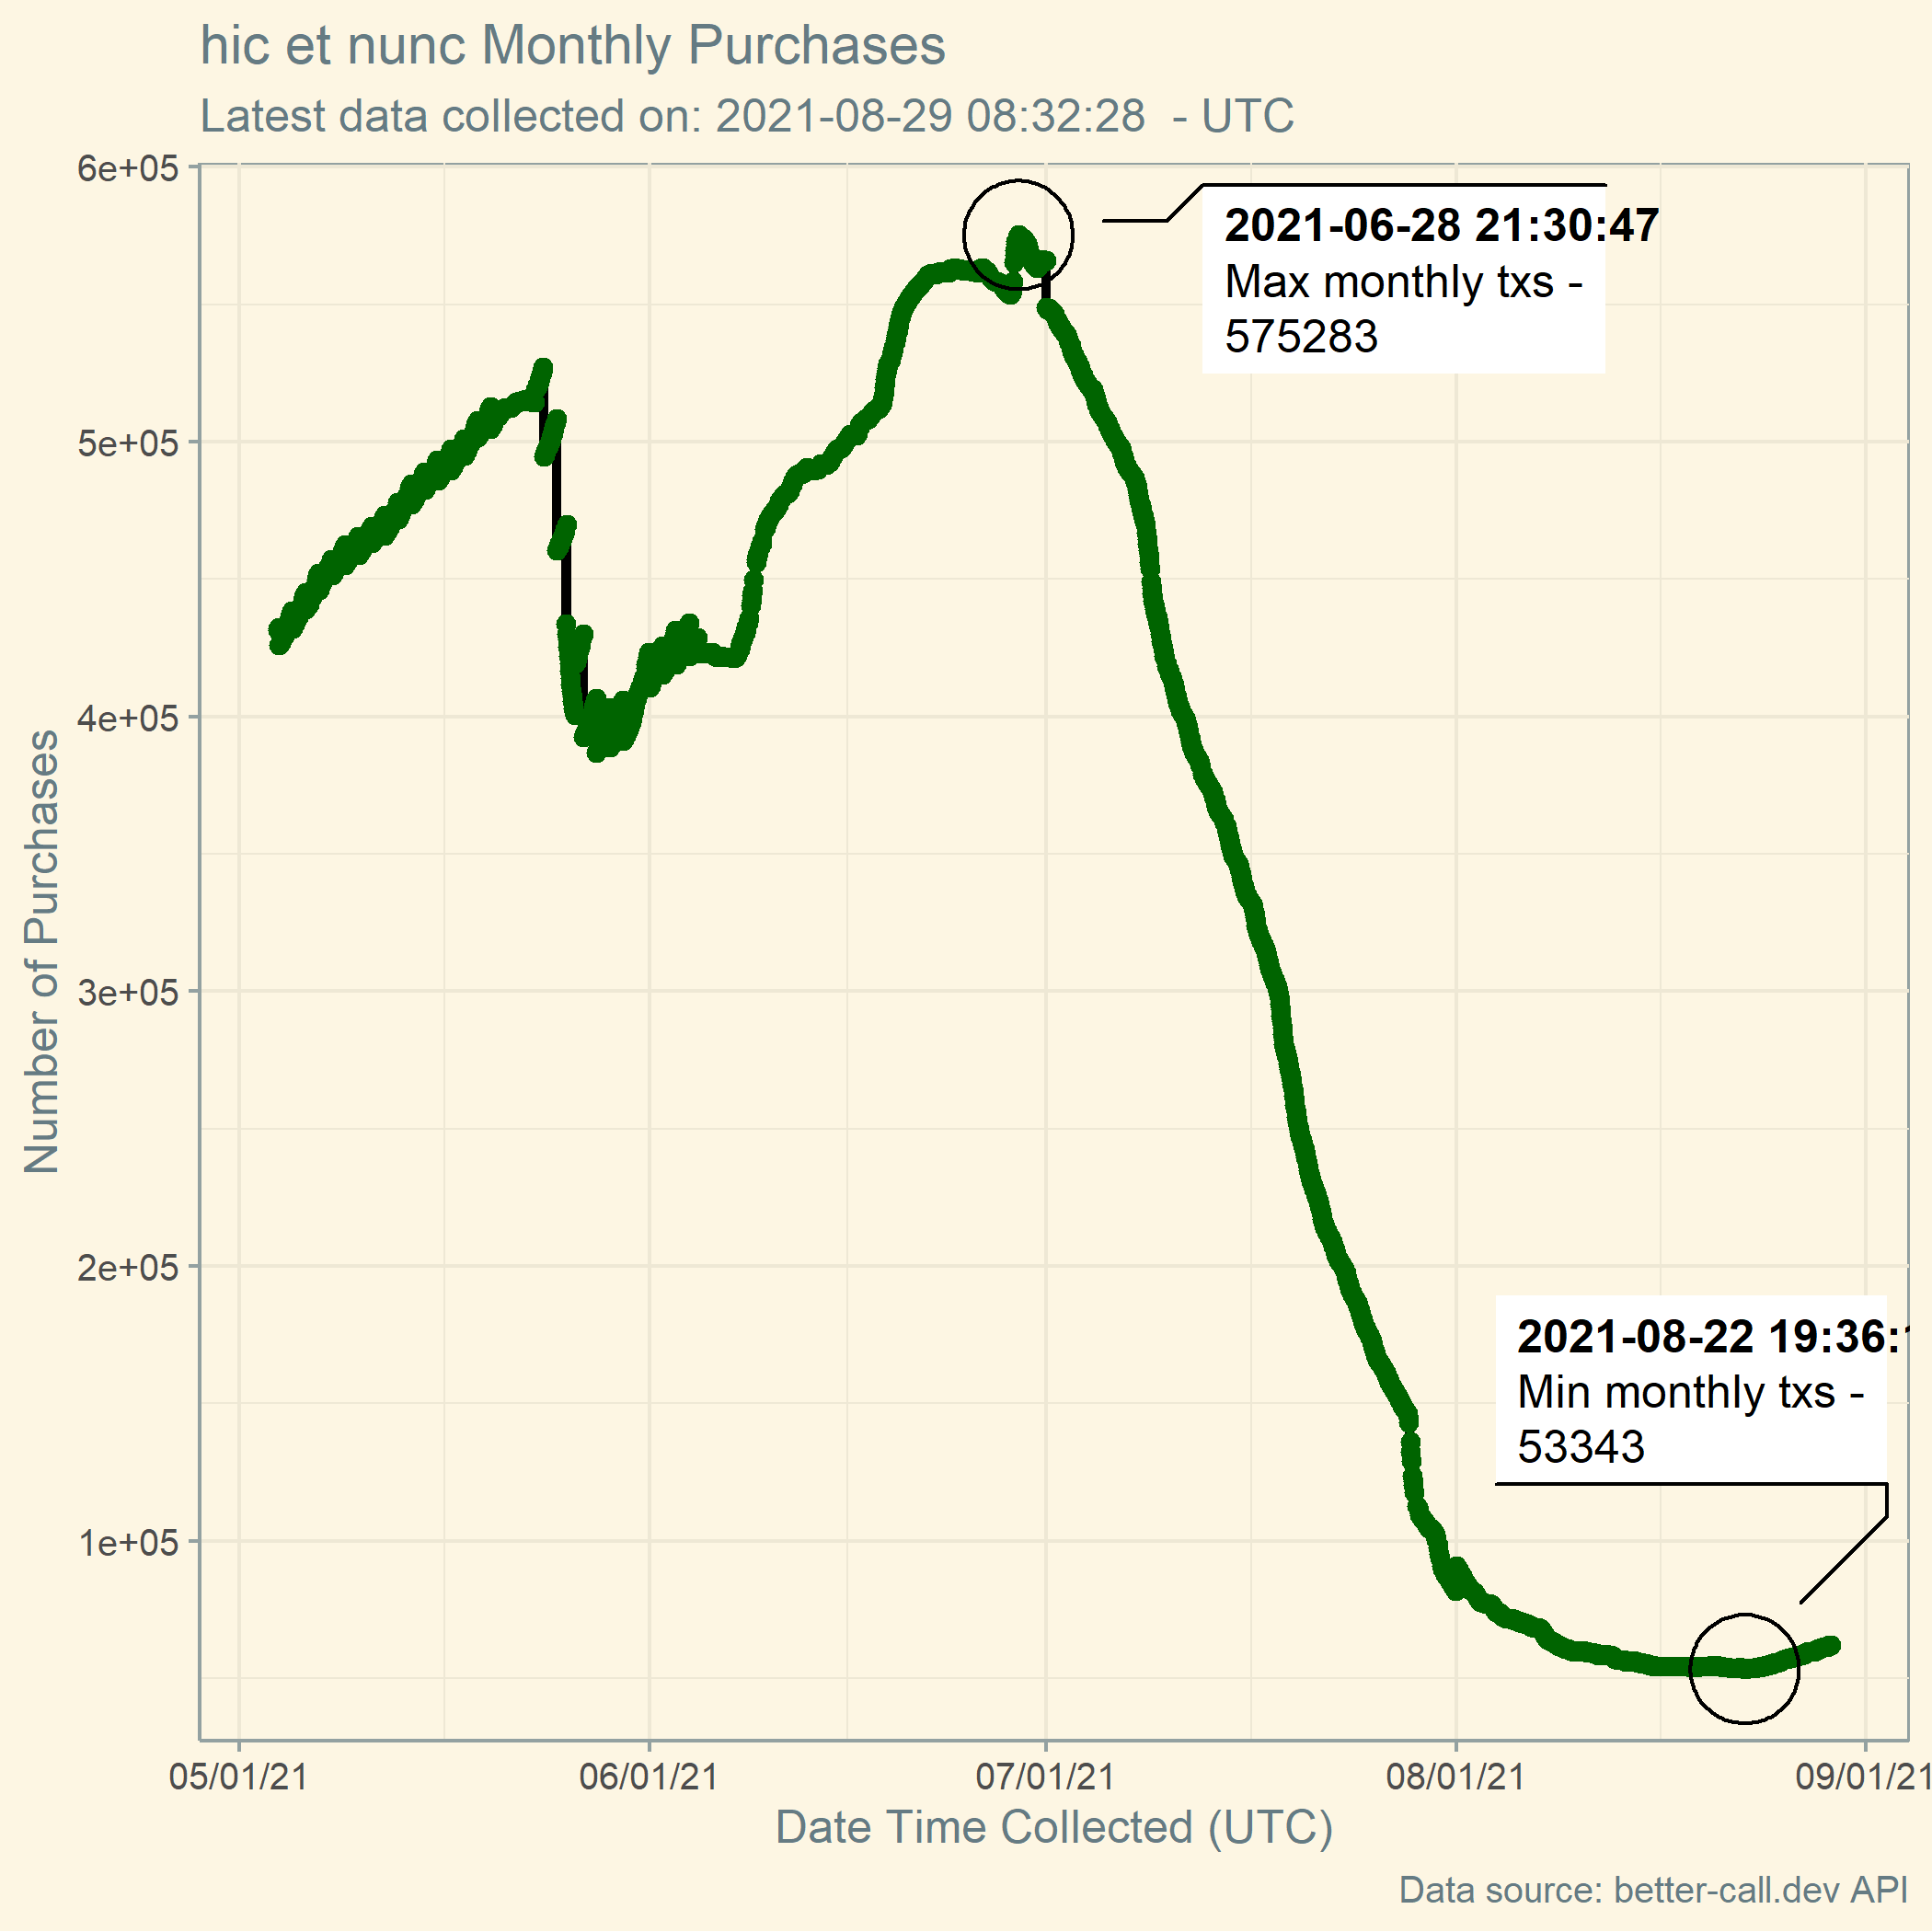 hic et nunc Monthly Purchases
Latest data collected on: 2021-08-29 08:32:28  - UTC
6e+05
5e+05
4e+05
3e+05
2e+05
1e+05
Number of Purchases
2021-06-28 21:30:47
Max monthly txs -
575283
2021-08-22 19:36:
Min monthly txs -
53343
05/01/21
06/01/21
07/01/21
08/01/21
09/01/21
Date Time Collected (UTC)
Data source: better-call.dev API